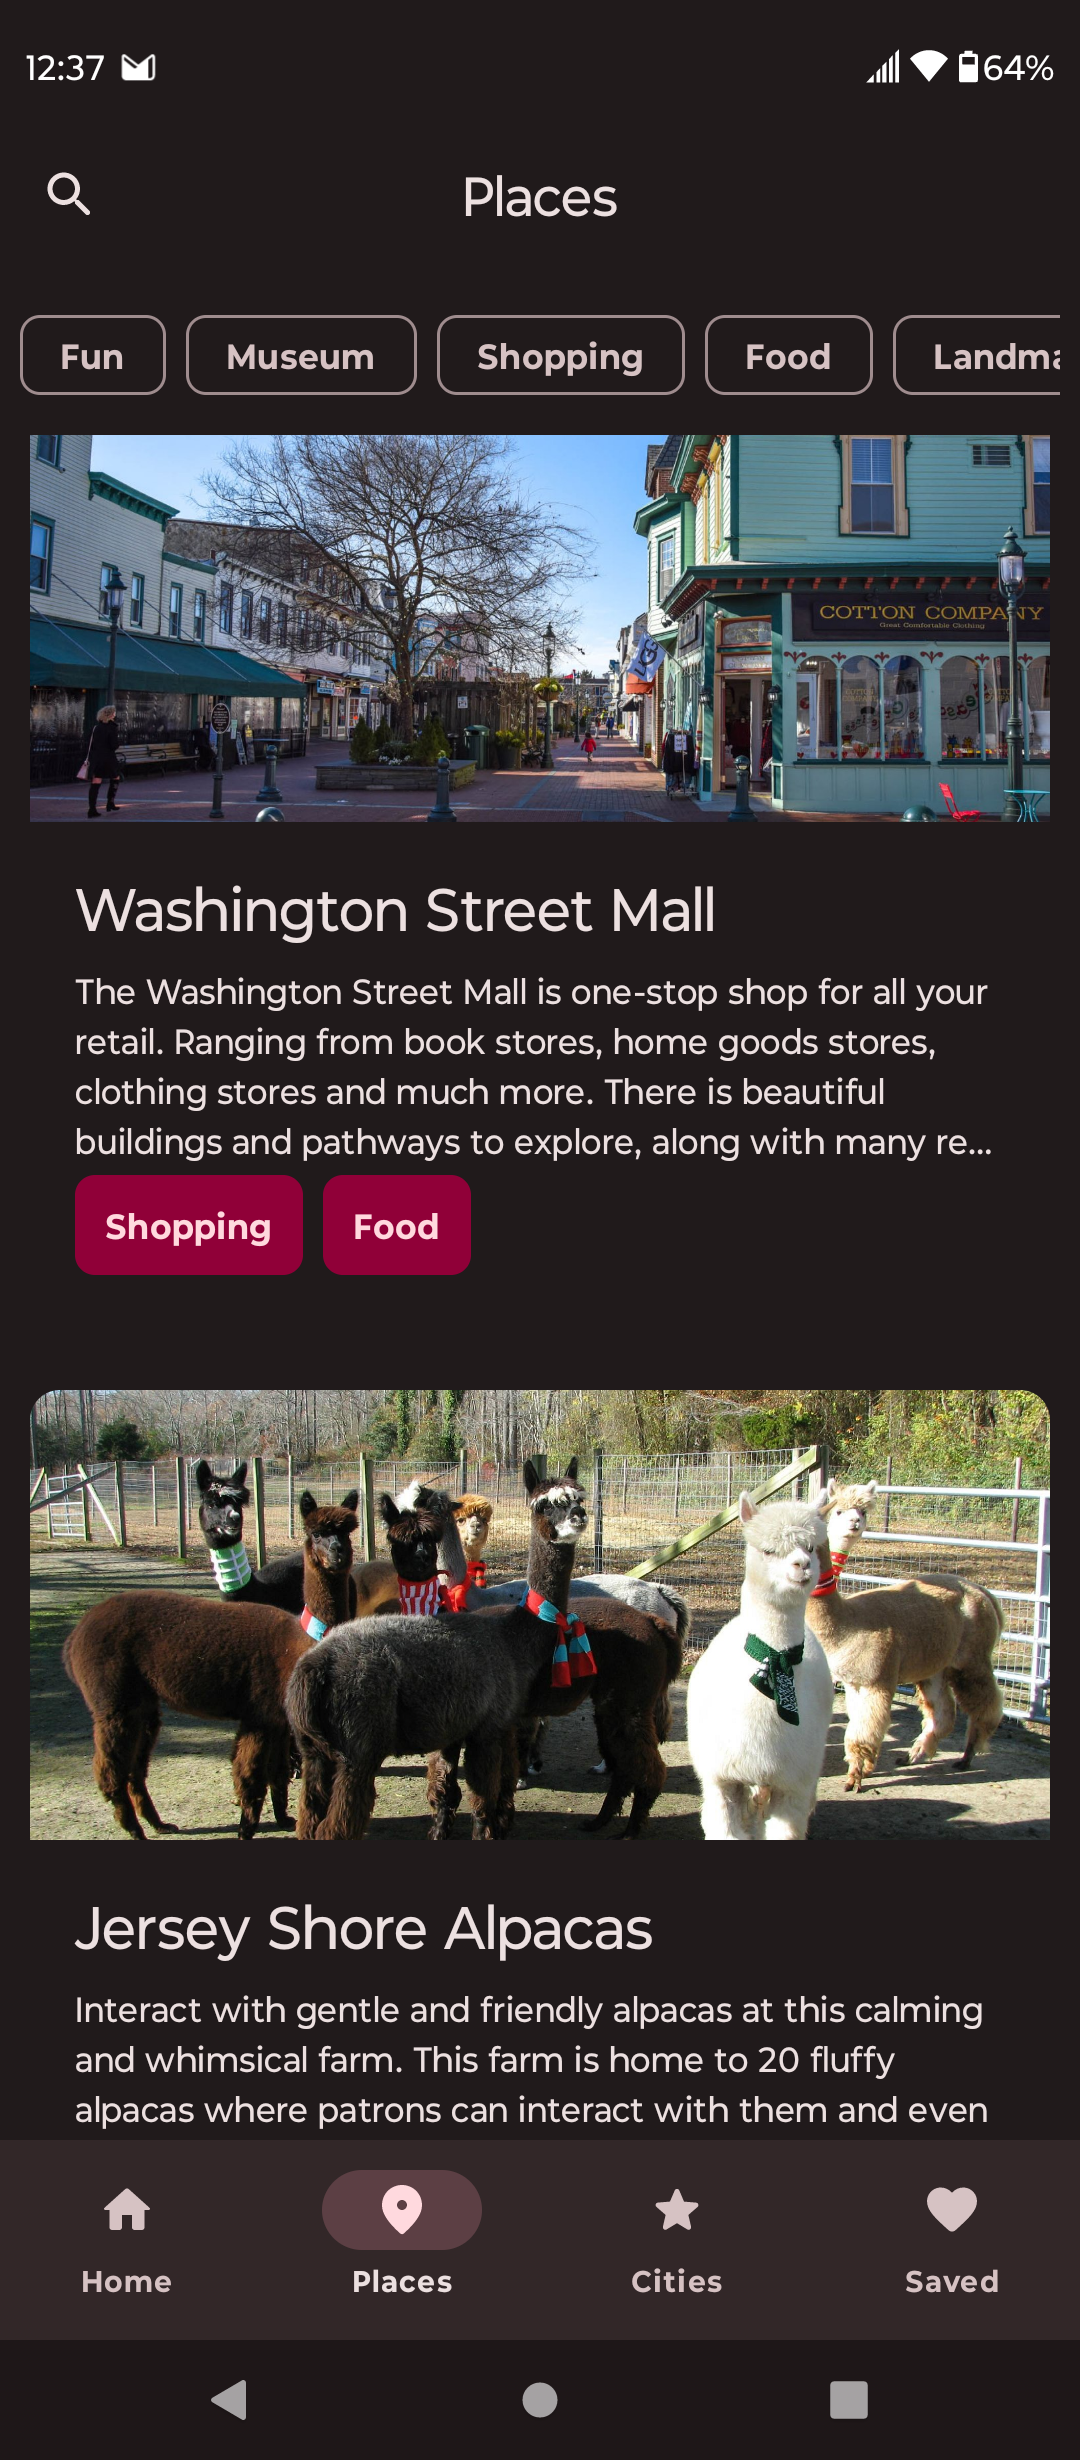 12:37
64%
Places
Fun
Museum
Shopping
Food
Landma
COTTON COMPANY
Great Comfortable Clothing
The Washington Street Mall is one-stop shop for all your
retail. Ranging from book stores, home goods stores,
clothing stores and much more. There is beautiful
buildings and pathways to explore, along with many re...
Shopping
Food
Jersey Shore Alpacas
Interact with gentle and friendly alpacas at this calming
and whimsical farm. This farm is home to 20 fluffy
alpacas where patrons can interact with them and even
Home
Places
Cities
Saved